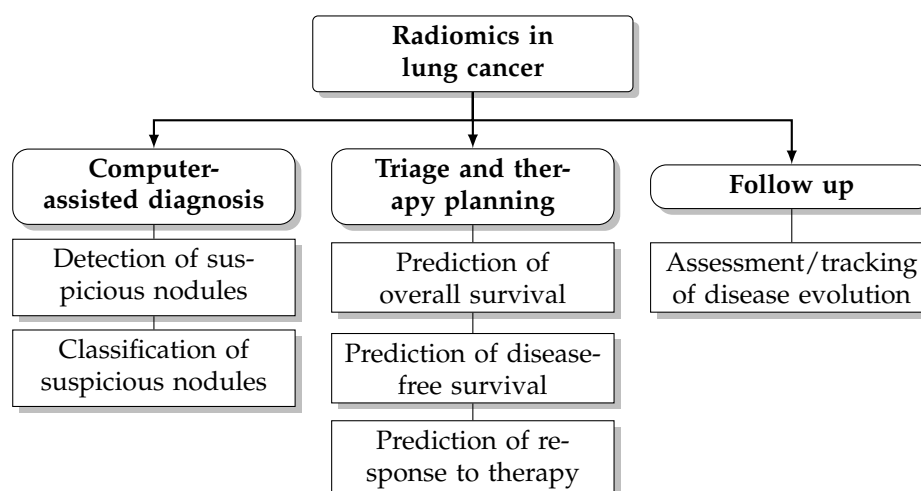 Radiomics in
lung cancer
Computer-
assisted diagnosis
Detection of sus-
picious nodules
Classification of
suspicious nodules
Triage and ther-
apy planning
Prediction of
overall survival
Prediction of disease-
free survival
Prediction of re-
sponse to therapy
Follow up
Assessment/tracking
of disease evolution